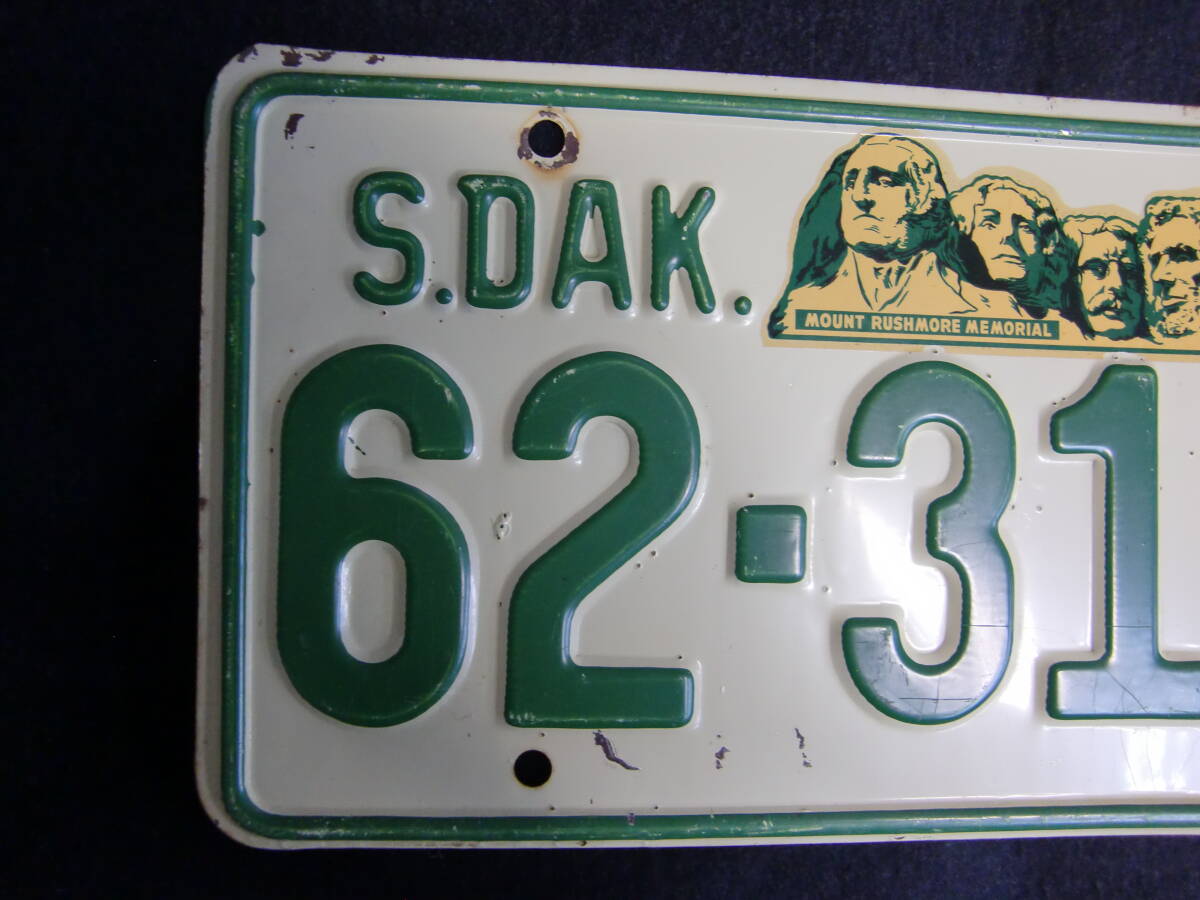 S.DAK.
MOUNT RUSHMORE MEMORIAL
62-31